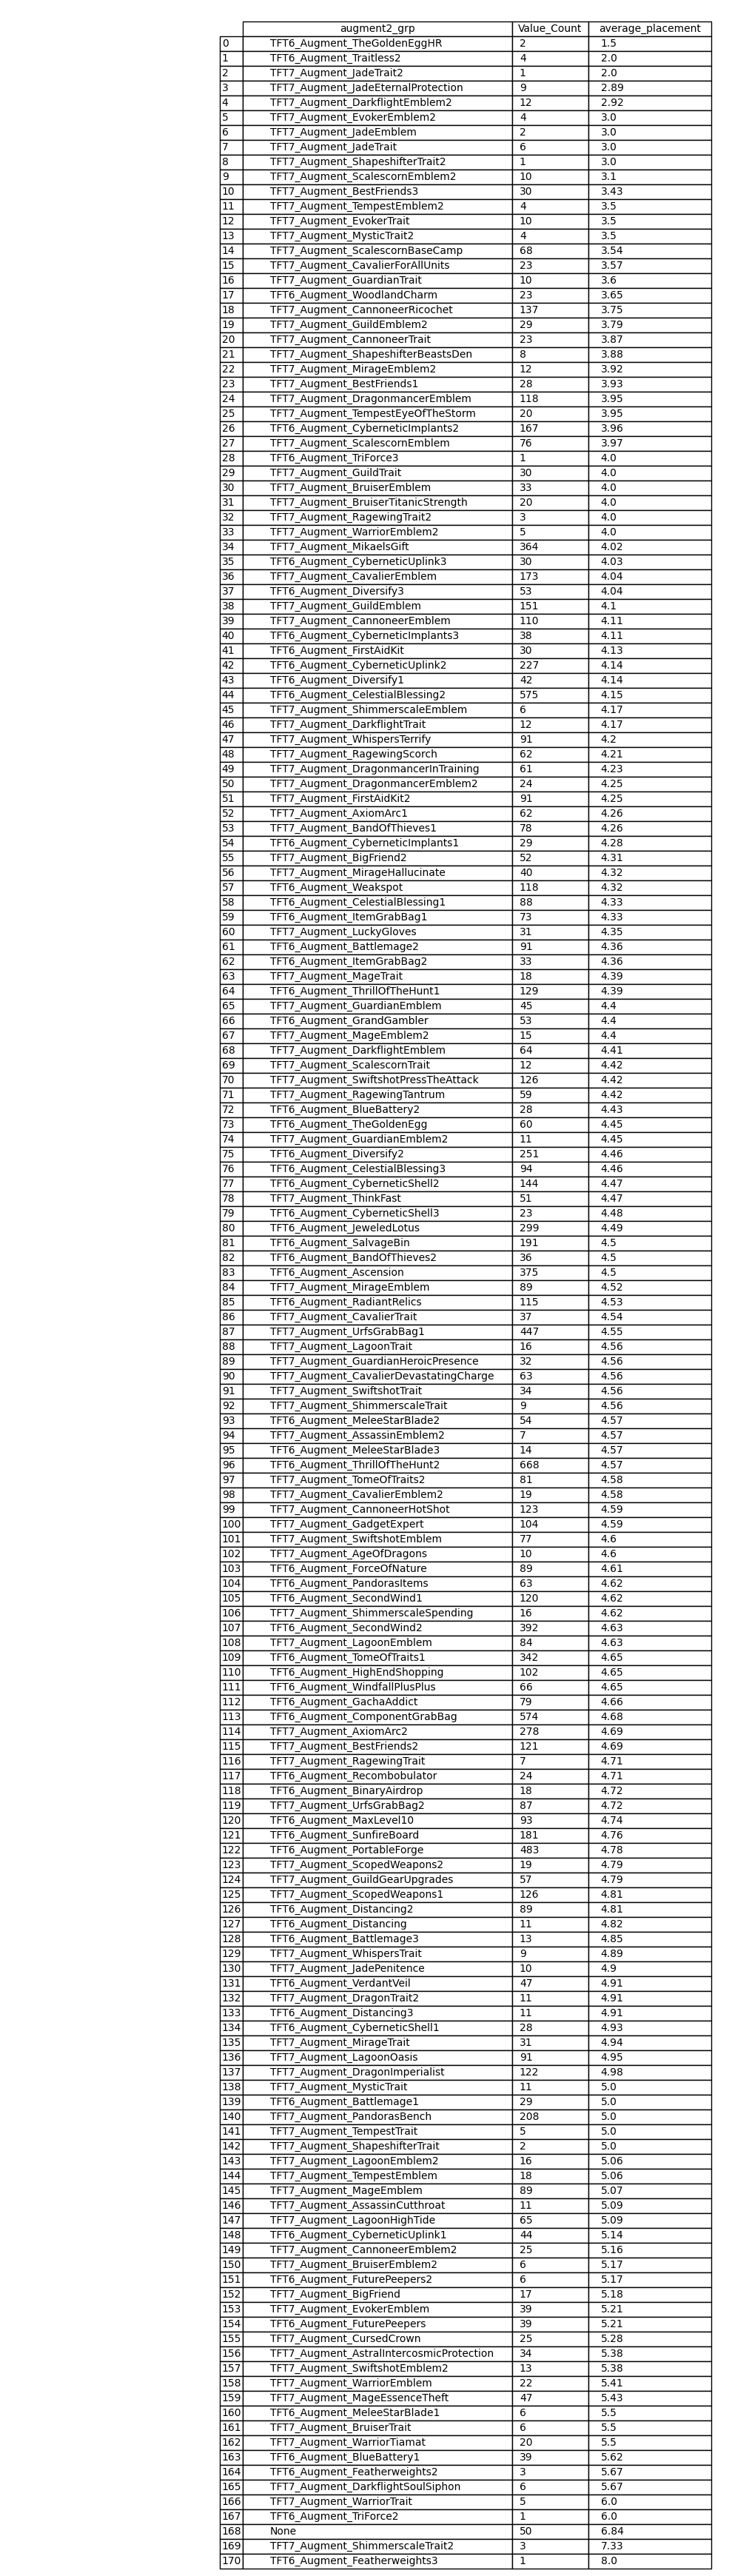 augment2_grp Value_Count average_placement
0 TFT6_Augment_TheGoldenEggHR 2 1.5
1 TFT6_Augment_Traitless2 4 2.0
2 TFT7_Augment_JadeTrait2 1 2.0
3 TFT7_Augment_JadeEternalProtection 9 2.89
4 TFT7_Augment_DarkflightEmblem2 12 2.92
5 TFT7_Augment_EvokerEmblem2 4 3.0
6 TFT7_Augment_JadeEmblem 2 3.0
7 TFT7_Augment_JadeTrait 6 3.0
8 TFT7_Augment_ShapeshifterTrait2 1 3.0
9 TFT7_Augment_ScalescornEmblem2 10 3.1
10 TFT7_Augment_BestFriends3 30 3.43
11 TFT7_Augment_TempestEmblem2 4 3.5
12 TFT7_Augment_EvokerTrait 10 3.5
13 TFT7_Augment_MysticTrait2 4 3.5
14 TFT7_Augment_ScalescornBaseCamp 68 3.54
15 TFT7_Augment_CavalierForAllUnits 23 3.57
16 TFT7_Augment_GuardianTrait 10 3.6
17 TFT6_Augment_WoodlandCharm 23 3.65
18 TFT7_Augment_CannoneerRicochet 137 3.75
19 TFT7_Augment_GuildEmblem2 29 3.79
20 TFT7_Augment_CannoneerTrait 23 3.87
21 TFT7_Augment_ShapeshifterBeastsDen 8 3.88
22 TFT7_Augment_MirageEmblem2 12 3.92
23 TFT7_Augment_BestFriends1 28 3.93
24 TFT7_Augment_DragonmancerEmblem 118 3.95
25 TFT7_Augment_TempestEyeOfTheStorm 20 3.95
26 TFT6_Augment_CyberneticImplants2 167 3.96
27 TFT7_Augment_ScalescornEmblem 76 3.97
28 TFT6_Augment_TriForce3 1 4.0
29 TFT7_Augment_GuildTrait 30 4.0
30 TFT7_Augment_BruiserEmblem 33 4.0
31 TFT7_Augment_BruiserTitanicStrength 20 4.0
32 TFT7_Augment_RagewingTrait2 3 4.0
33 TFT7_Augment_WarriorEmblem2 5 4.0
34 TFT7_Augment_MikaelsGift 364 4.02
35 TFT6_Augment_CyberneticUplink3 30 4.03
36 TFT7_Augment_CavalierEmblem 173 4.04
37 TFT6_Augment_Diversify3 53 4.04
38 TFT7_Augment_GuildEmblem 151 4.1
39 TFT7_Augment_CannoneerEmblem 110 4.11
40 TFT6_Augment_CyberneticImplants3 38 4.11
41 TFT6_Augment_FirstAidKit 30 4.13
42 TFT6_Augment_CyberneticUplink2 227 4.14
43 TFT6_Augment_Diversify1 42 4.14
44 TFT6_Augment_CelestialBlessing2 575 4.15
45 TFT7_Augment_ShimmerscaleEmblem 6 4.17
46 TFT7_Augment_DarkflightTrait 12 4.17
47 TFT7_Augment_WhispersTerrify 91 4.2
48 TFT7_Augment_RagewingScorch 62 4.21
49 TFT7_Augment_DragonmancerInTraining 61 4.23
50 TFT7_Augment_DragonmancerEmblem2 24 4.25
51 TFT7_Augment_FirstAidKit2 91 4.25
52 TFT7_Augment_AxiomArc1 62 4.26
53 TFT7_Augment_BandOfThieves1 78 4.26
54 TFT6_Augment_CyberneticImplants1 29 4.28
55 TFT7_Augment_BigFriend2 52 4.31
56 TFT7_Augment_MirageHallucinate 40 4.32
57 TFT6_Augment_Weakspot 118 4.32
58 TFT6_Augment_CelestialBlessing1 88 4.33
59 TFT6_Augment_ItemGrabBag1 73 4.33
60 TFT7_Augment_LuckyGloves 31 4.35
61 TFT6_Augment_Battlemage2 91 4.36
62 TFT6_Augment_ItemGrabBag2 33 4.36
63 TFT7_Augment_MageTrait 18 4.39
64 TFT6_Augment_ThrillOfTheHunt1 129 4.39
65 TFT7_Augment_GuardianEmblem 45 4.4
66 TFT6_Augment_GrandGambler 53 4.4
67 TFT7_Augment_MageEmblem2 15 4.4
68 TFT7_Augment_DarkflightEmblem 64 4.41
69 TFT7_Augment_ScalescornTrait 12 4.42
70 TFT7_Augment_SwiftshotPressTheAttack 126 4.42
71 TFT7_Augment_RagewingTantrum 59 4.42
72 TFT6_Augment_BlueBattery2 28 4.43
73 TFT6_Augment_TheGoldenEgg 60 4.45
74 TFT7_Augment_GuardianEmblem2 11 4.45
75 TFT6_Augment_Diversify2 251 4.46
76 TFT6_Augment_CelestialBlessing3 94 4.46
77 TFT6_Augment_CyberneticShell2 144 4.47
78 TFT7_Augment_ThinkFast 51 4.47
79 TFT6_Augment_CyberneticShell3 23 4.48
80 TFT6_Augment_JeweledLotus 299 4.49
81 TFT6_Augment_SalvageBin 191 4.5
82 TFT6_Augment_BandOfThieves2 36 4.5
83 TFT6_Augment_Ascension 375 4.5
84 TFT7_Augment_MirageEmblem 89 4.52
85 TFT6_Augment_RadiantRelics 115 4.53
86 TFT7_Augment_CavalierTrait 37 4.54
87 TFT7_Augment_UrfsGrabBag1 447 4.55
88 TFT7_Augment_LagoonTrait 16 4.56
89 TFT7_Augment_GuardianHeroicPresence 32 4.56
90 TFT7_Augment_CavalierDevastatingCharge 63 4.56
91 TFT7_Augment_SwiftshotTrait 34 4.56
92 TFT7_Augment_ShimmerscaleTrait 9 4.56
93 TFT6_Augment_MeleeStarBlade2 54 4.57
94 TFT7_Augment_AssassinEmblem2 7 4.57
95 TFT6_Augment_MeleeStarBlade3 14 4.57
96 TFT6_Augment_ThrillOfTheHunt2 668 4.57
97 TFT6_Augment_TomeOfTraits2 81 4.58
98 TFT7_Augment_CavalierEmblem2 19 4.58
99 TFT7_Augment_CannoneerHotShot 123 4.59
100 TFT7_Augment_GadgetExpert 104 4.59
101 TFT7_Augment_SwiftshotEmblem 77 4.6
102 TFT7_Augment_AgeOfDragons 10 4.6
103 TFT6_Augment_ForceOfNature 89 4.61
104 TFT6_Augment_PandorasItems 63 4.62
105 TFT6_Augment_SecondWind1 120 4.62
106 TFT7_Augment_ShimmerscaleSpending 16 4.62
107 TFT6_Augment_SecondWind2 392 4.63
108 TFT7_Augment_LagoonEmblem 84 4.63
109 TFT6_Augment_TomeOfTraits1 342 4.65
110 TFT6_Augment_HighEndShopping 102 4.65
111 TFT6_Augment_WindfallPlusPlus 66 4.65
112 TFT6_Augment_GachaAddict 79 4.66
113 TFT6_Augment_ComponentGrabBag 574 4.68
114 TFT7_Augment_AxiomArc2 278 4.69
115 TFT7_Augment_BestFriends2 121 4.69
116 TFT7_Augment_RagewingTrait 7 4.71
117 TFT6_Augment_Recombobulator 24 4.71
118 TFT6_Augment_BinaryAirdrop 18 4.72
119 TFT7_Augment_UrfsGrabBag2 87 4.72
120 TFT6_Augment_MaxLevel10 93 4.74
121 TFT6_Augment_SunfireBoard 181 4.76
122 TFT6_Augment_PortableForge 483 4.78
123 TFT7_Augment_ScopedWeapons2 19 4.79
124 TFT7_Augment_GuildGearUpgrades 57 4.79
125 TFT7_Augment_ScopedWeapons1 126 4.81
126 TFT6_Augment_Distancing2 89 4.81
127 TFT6_Augment_Distancing 11 4.82
128 TFT6_Augment_Battlemage3 13 4.85
129 TFT7_Augment_WhispersTrait 9 4.89
130 TFT7_Augment_JadePenitence 10 4.9
131 TFT6_Augment_VerdantVeil 47 4.91
132 TFT7_Augment_DragonTrait2 11 4.91
133 TFT6_Augment_Distancing3 11 4.91
134 TFT6_Augment_CyberneticShell1 28 4.93
135 TFT7_Augment_MirageTrait 31 4.94
136 TFT7_Augment_LagoonOasis 91 4.95
137 TFT7_Augment_DragonImperialist 122 4.98
138 TFT7_Augment_MysticTrait 11 5.0
139 TFT6_Augment_Battlemage1 29 5.0
140 TFT7_Augment_PandorasBench 208 5.0
141 TFT7_Augment_TempestTrait 5 5.0
142 TFT7_Augment_ShapeshifterTrait 2 5.0
143 TFT7_Augment_LagoonEmblem2 16 5.06
144 TFT7_Augment_TempestEmblem 18 5.06
145 TFT7_Augment_MageEmblem 89 5.07
146 TFT7_Augment_AssassinCutthroat 11 5.09
147 TFT7_Augment_LagoonHighTide 65 5.09
148 TFT6_Augment_CyberneticUplink1 44 5.14
149 TFT7_Augment_CannoneerEmblem2 25 5.16
150 TFT7_Augment_BruiserEmblem2 6 5.17
151 TFT6_Augment_FuturePeepers2 6 5.17
152 TFT7_Augment_BigFriend 17 5.18
153 TFT7_Augment_EvokerEmblem 39 5.21
154 TFT6_Augment_FuturePeepers 39 5.21
155 TFT7_Augment_CursedCrown 25 5.28
156 TFT7_Augment_AstralIntercosmicProtection 34 5.38
157 TFT7_Augment_SwiftshotEmblem2 13 5.38
158 TFT7_Augment_WarriorEmblem 22 5.41
159 TFT7_Augment_MageEssenceTheft 47 5.43
160 TFT6_Augment_MeleeStarBlade1 6 5.5
161 TFT7_Augment_BruiserTrait 6 5.5
162 TFT7_Augment_WarriorTiamat 20 5.5
163 TFT6_Augment_BlueBattery1 39 5.62
164 TFT6_Augment_Featherweights2 3 5.67
165 TFT7_Augment_DarkflightSoulSiphon 6 5.67
166 TFT7_Augment_WarriorTrait 5 6.0
167 TFT6_Augment_TriForce2 1 6.0
168 None 50 6.84
169 TFT7_Augment_ShimmerscaleTrait2 3 7.33
170 TFT6_Augment_Featherweights3 1 8.0